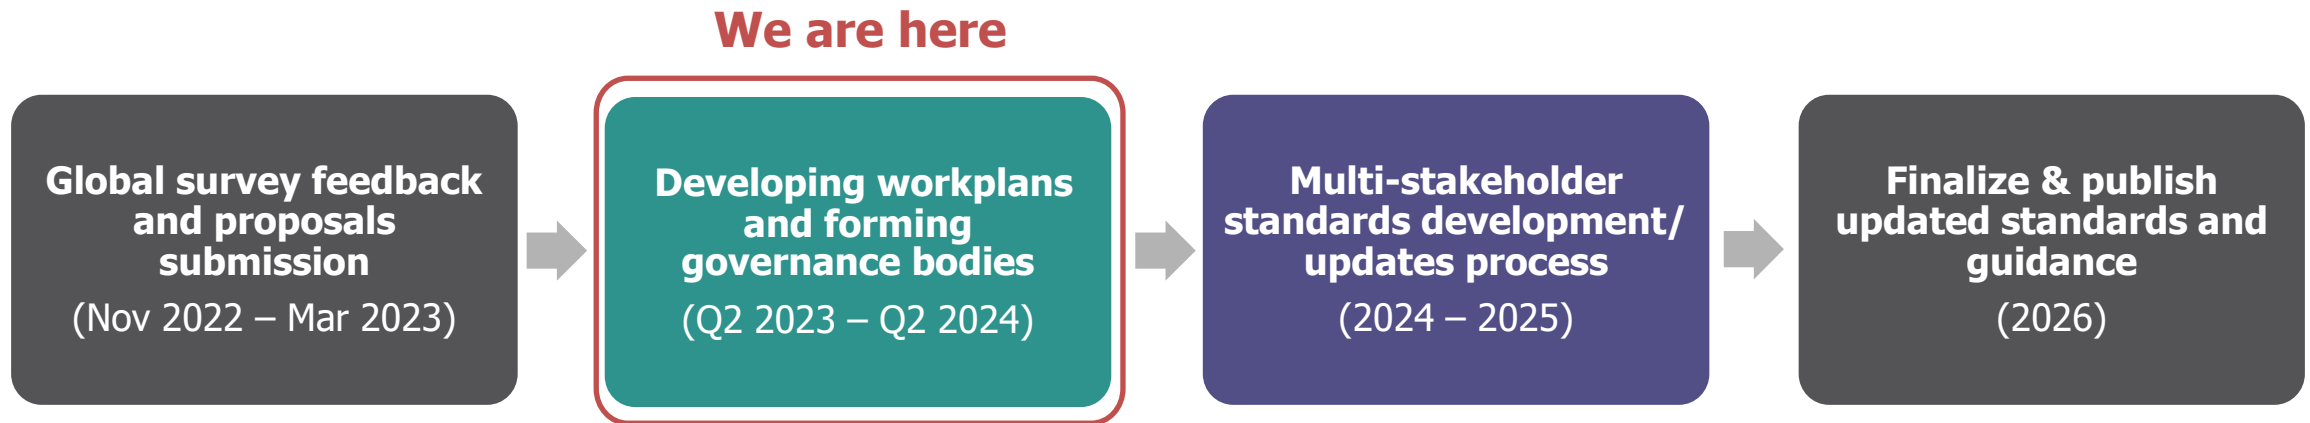 We are here
Global survey feedback
and proposals
submission
(Nov 2022 – Mar 2023)
Developing workplans
and forming
governance bodies
(Q2 2023 – Q2 2024)
Multi-stakeholder
standards development/
updates process
(2024 – 2025)
Finalize & publish
updated standards and
guidance
(2026)